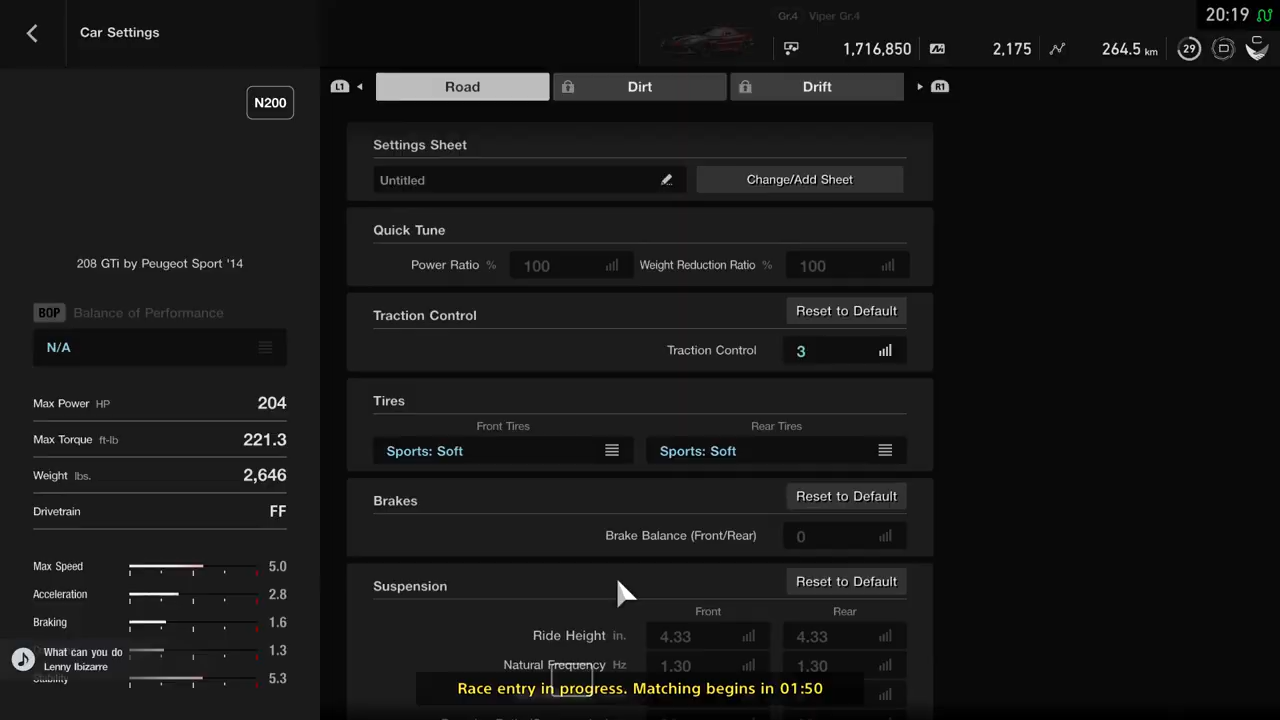 Car Settings
Gr.4 Viper Gr.4
20:19
1,716,850
2,175
264.5 km
29
D
C
N200
L1
Road
Dirt
Drift
R1
Settings Sheet
Untitled
Change/Add Sheet
Quick Tune
Power Ratio %
100
Weight Reduction Ratio %
100
208 GTi by Peugeot Sport '14
BOP Balance of Performance
N/A
Traction Control
Reset to Default
Traction Control
3
Max Power HP
204
Max Torque ft-lb
221.3
Weight lbs.
2,646
Drivetrain
FF
Tires
Front Tires
Rear Tires
Sports: Soft
Sports: Soft
Brakes
Reset to Default
Brake Balance (Front/Rear)
0
Max Speed
5.0
Acceleration
2.8
Braking
1.6
1.3
Stability
5.3
What can you do
Lenny Ibizarre
Suspension
Reset to Default
Front
Rear
Ride Height in.
4.33
4.33
Natural Frequency Hz
1.30
1.30
Race entry in progress. Matching begins in 01:50